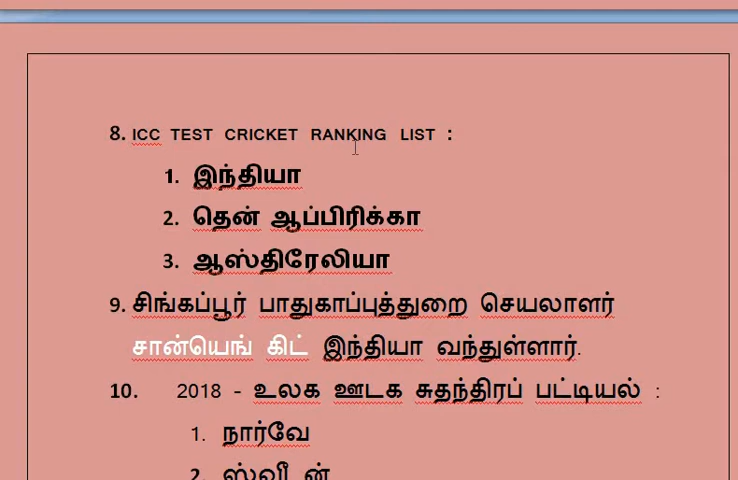 8. ICC TEST CRICKET RANKING LIST :
1. இந்தியா
2. தென் ஆப்பிரிக்கா
3. ஆஸ்திரேலியா
9. சிங்கப்பூர் பாதுகாப்புத்துறை செயலாளர்
சான்யெங் கிட் இந்தியா வந்துள்ளார்.
10. 2018 - உலக ஊடக சுதந்திரப் பட்டியல் :
1. நார்வே
2. ஸ்வீடன்